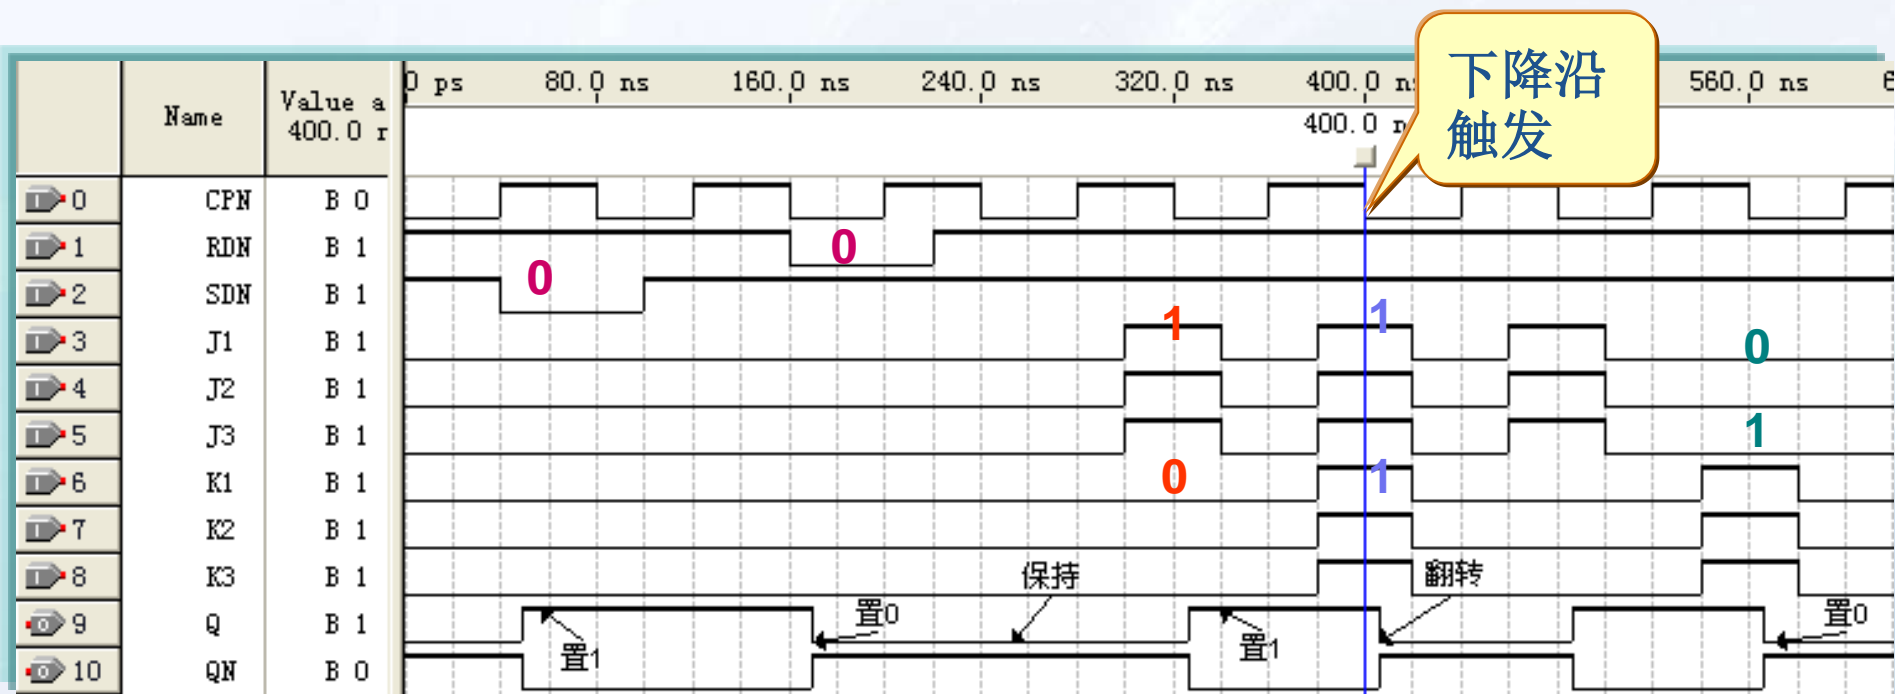 下降沿
触发
0 ps 80.0 ns 160.0 ns 240.0 ns 320.0 ns 400.0 n 560.0 ns 6
Name
Value a
400.0 r
400.0 n
0 CPN B 0
1 RDN B 1 0
2 SDN B 1 0
3 J1 B 1 1 1 0
4 J2 B 1
5 J3 B 1 1
6 K1 B 1 0 1
7 K2 B 1
8 K3 B 1 保持 翻转
9 Q B 1 置1 置0 置1 置0
10 QN B 0